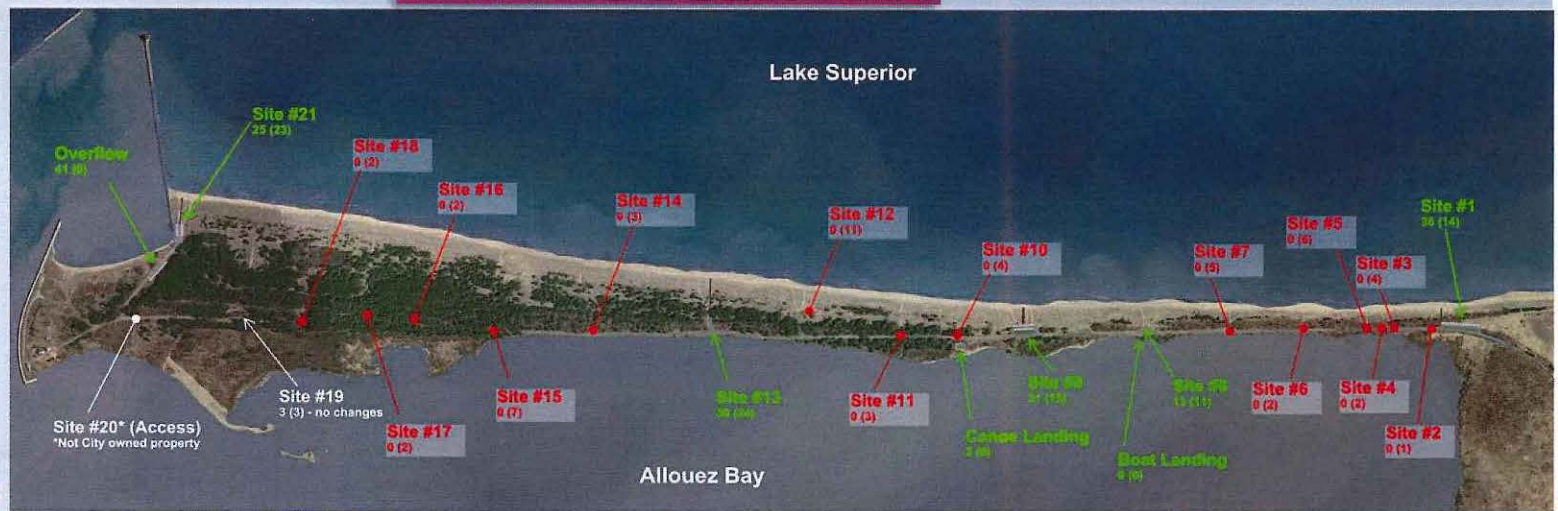 Lake Superior
Site #21
25 (23)
Overflow
41 (0)
Site #18
0 (2)
Site #16
0 (2)
Site #14
0 (3)
Site #12
0 (11)
Site #10
0 (4)
Site #7
0 (5)
Site #5
0 (6)
Site #3
0 (4)
Site #1
36 (14)
Site #20* (Access)
*Not City owned property
Site #19
3 (3) - no changes
Site #17
0 (2)
Site #15
0 (7)
Site #13
Site #11
0 (3)
Canoe Landing
Site #9
Boat Landing
Site #8
Site #6
0 (2)
Site #4
0 (2)
Site #2
0 (1)
Allouez Bay